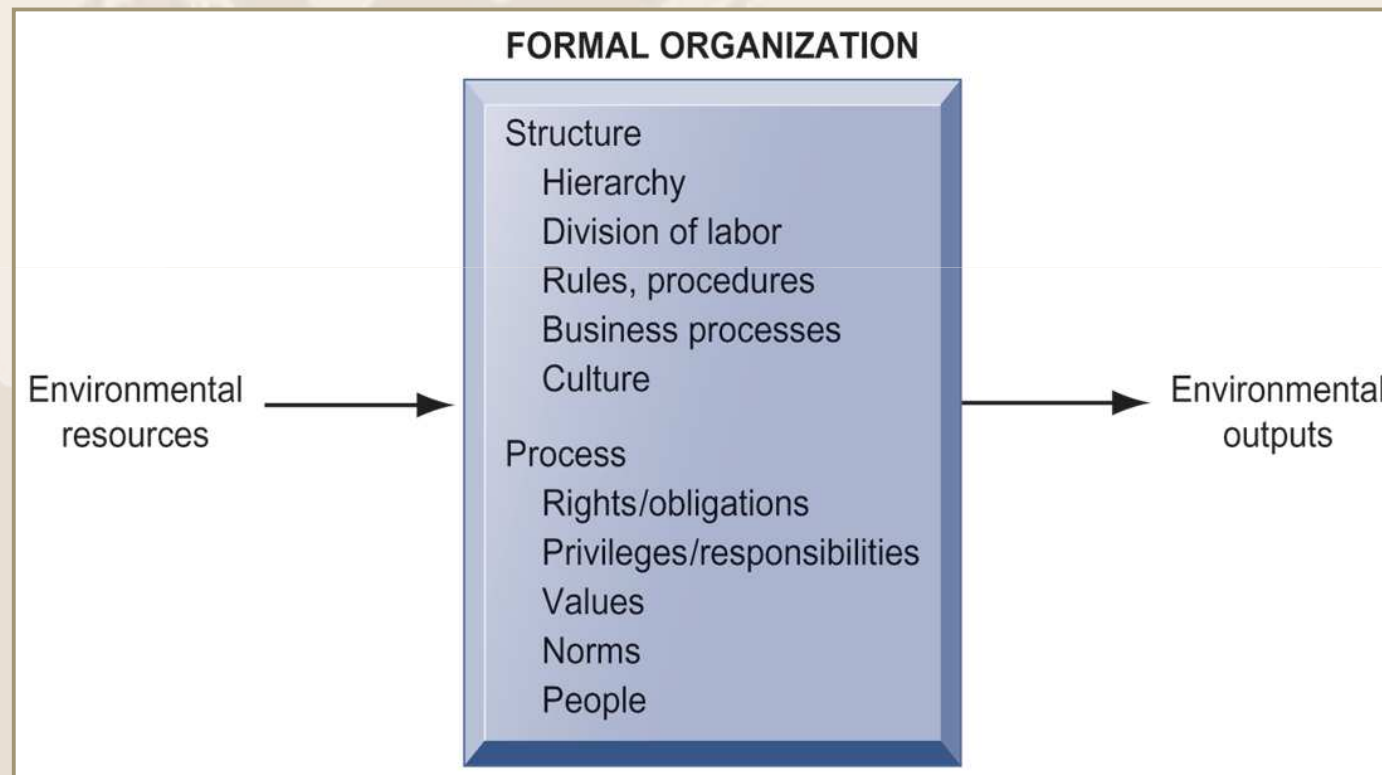 FORMAL ORGANIZATION
Structure
Hierarchy
Division of labor
Rules, procedures
Business processes
Culture
Environmental
resources
Environmental
outputs
Process
Rights/obligations
Privileges/responsibilities
Values
Norms
People